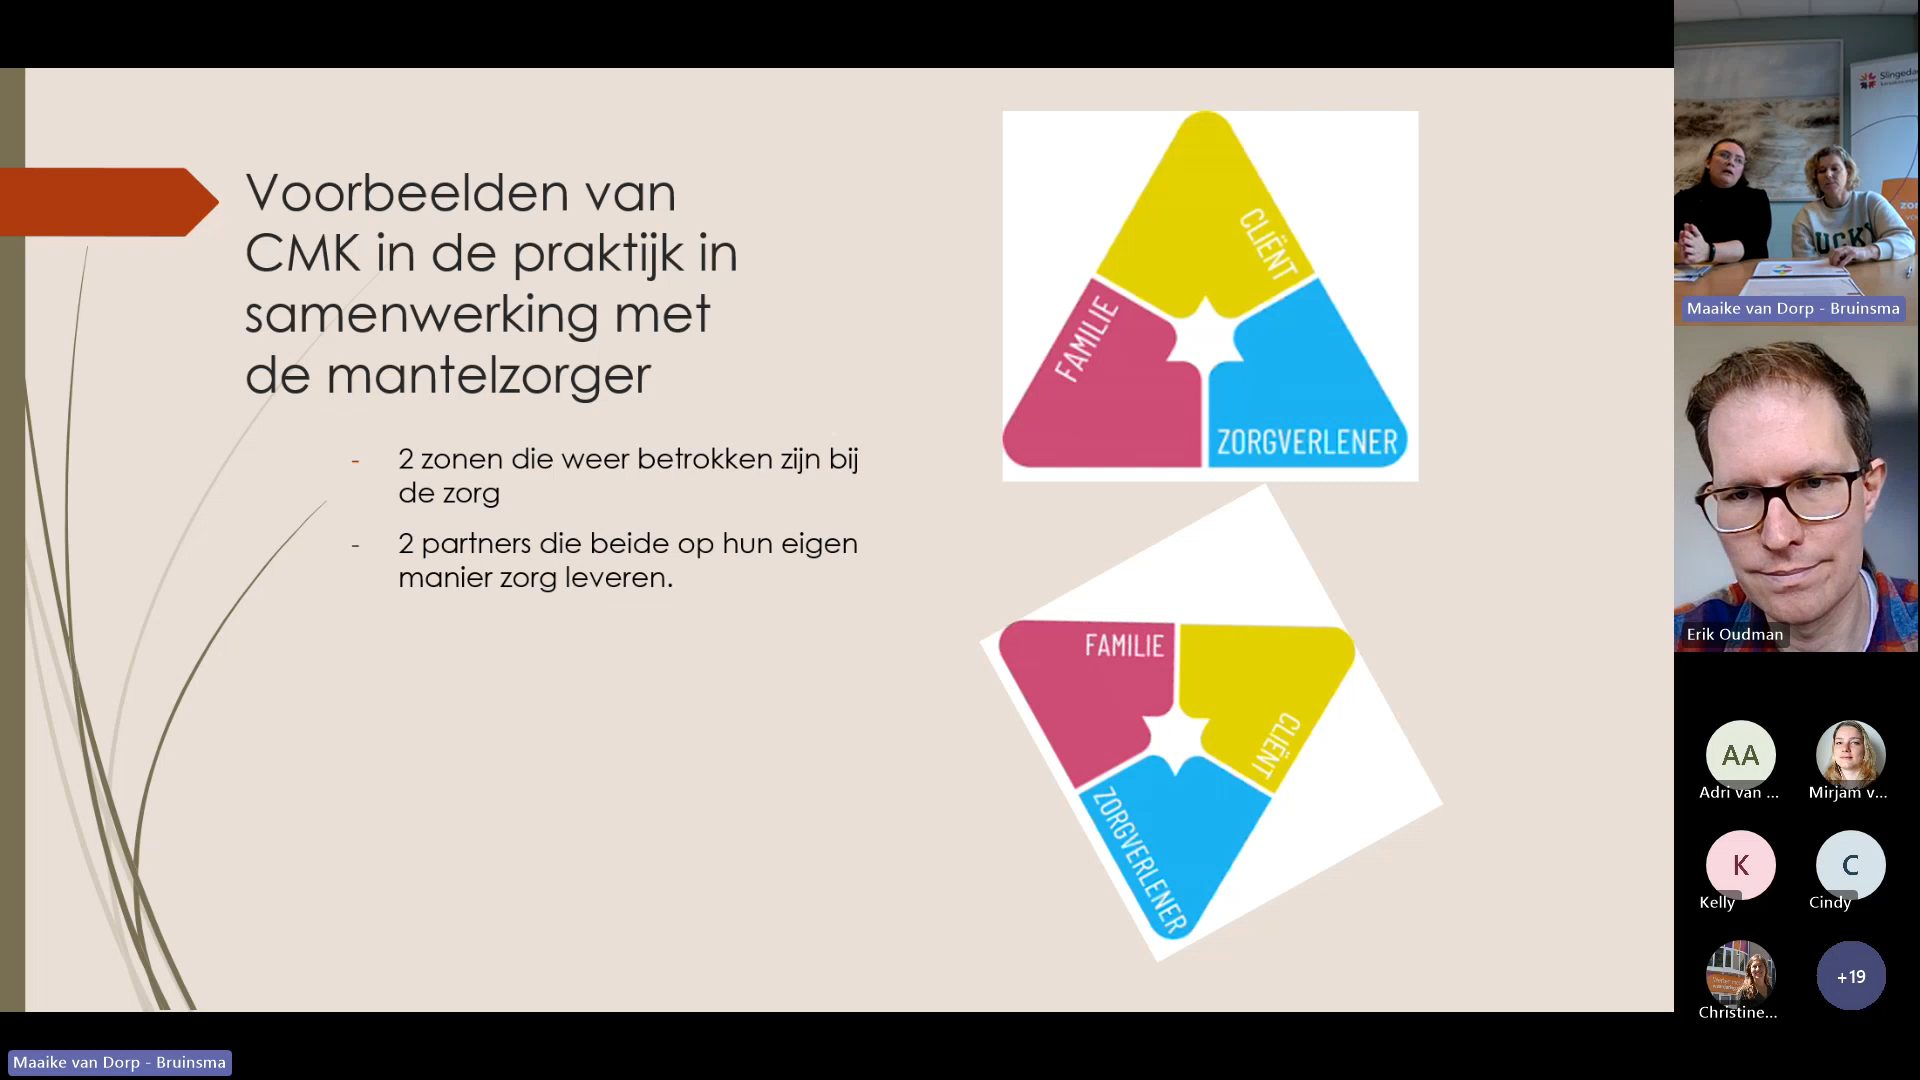 Voorbeelden van
CMK in de praktijk in
samenwerking met
de mantelzorger
- 2 zonen die weer betrokken zijn bij
de zorg
- 2 partners die beide op hun eigen
manier zorg leveren.
CLIËNT
FAMILIE
ZORGVERLENER
FAMILIE
CLIËNT
ZORGVERLENER
Maaike van Dorp - Bruinsma
Erik Oudman
AA
Adri van ...
Mirjam v...
K
Kelly
C
Cindy
Christine...
+19
Maaike van Dorp - Bruinsma